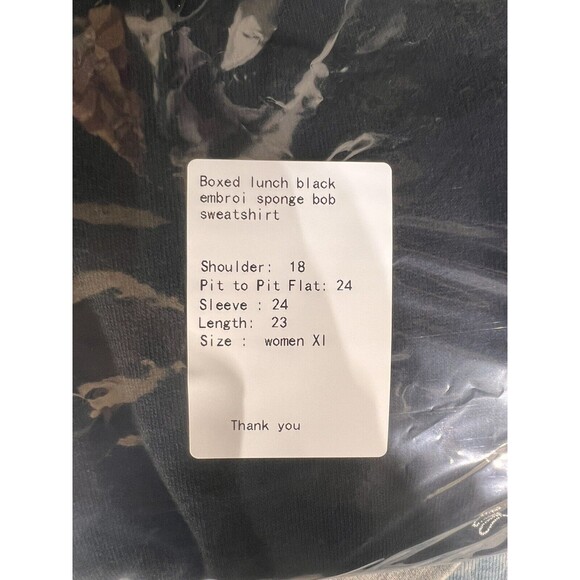 Boxed lunch black
embroi sponge bob
sweatshirt
Shoulder: 18
Pit to Pit Flat: 24
Sleeve : 24
Length: 23
Size : women Xl
Thank you